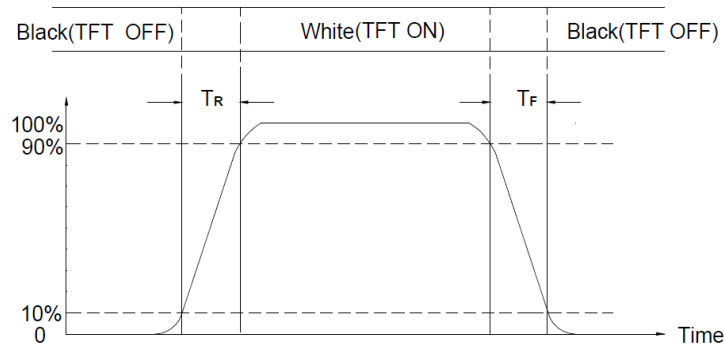 Black(TFT OFF) White(TFT ON) Black(TFT OFF)
TR TF
100%
90%
10%
0
Time